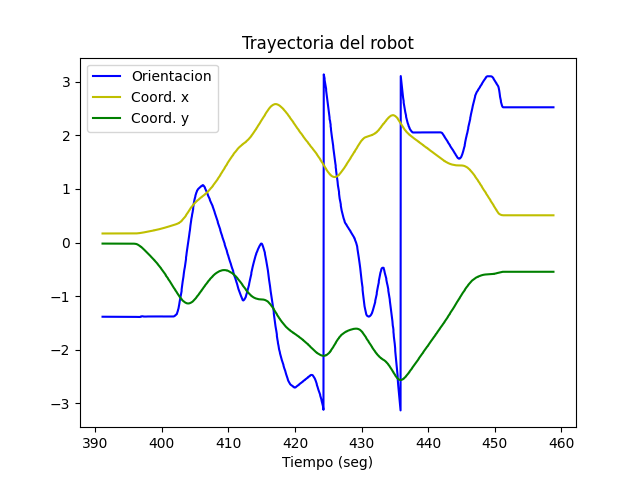 Trayectoria del robot
Orientacion
Coord. x
Coord. y
3
2
1
0
−1
−2
−3
390 400 410 420 430 440 450 460
Tiempo (seg)